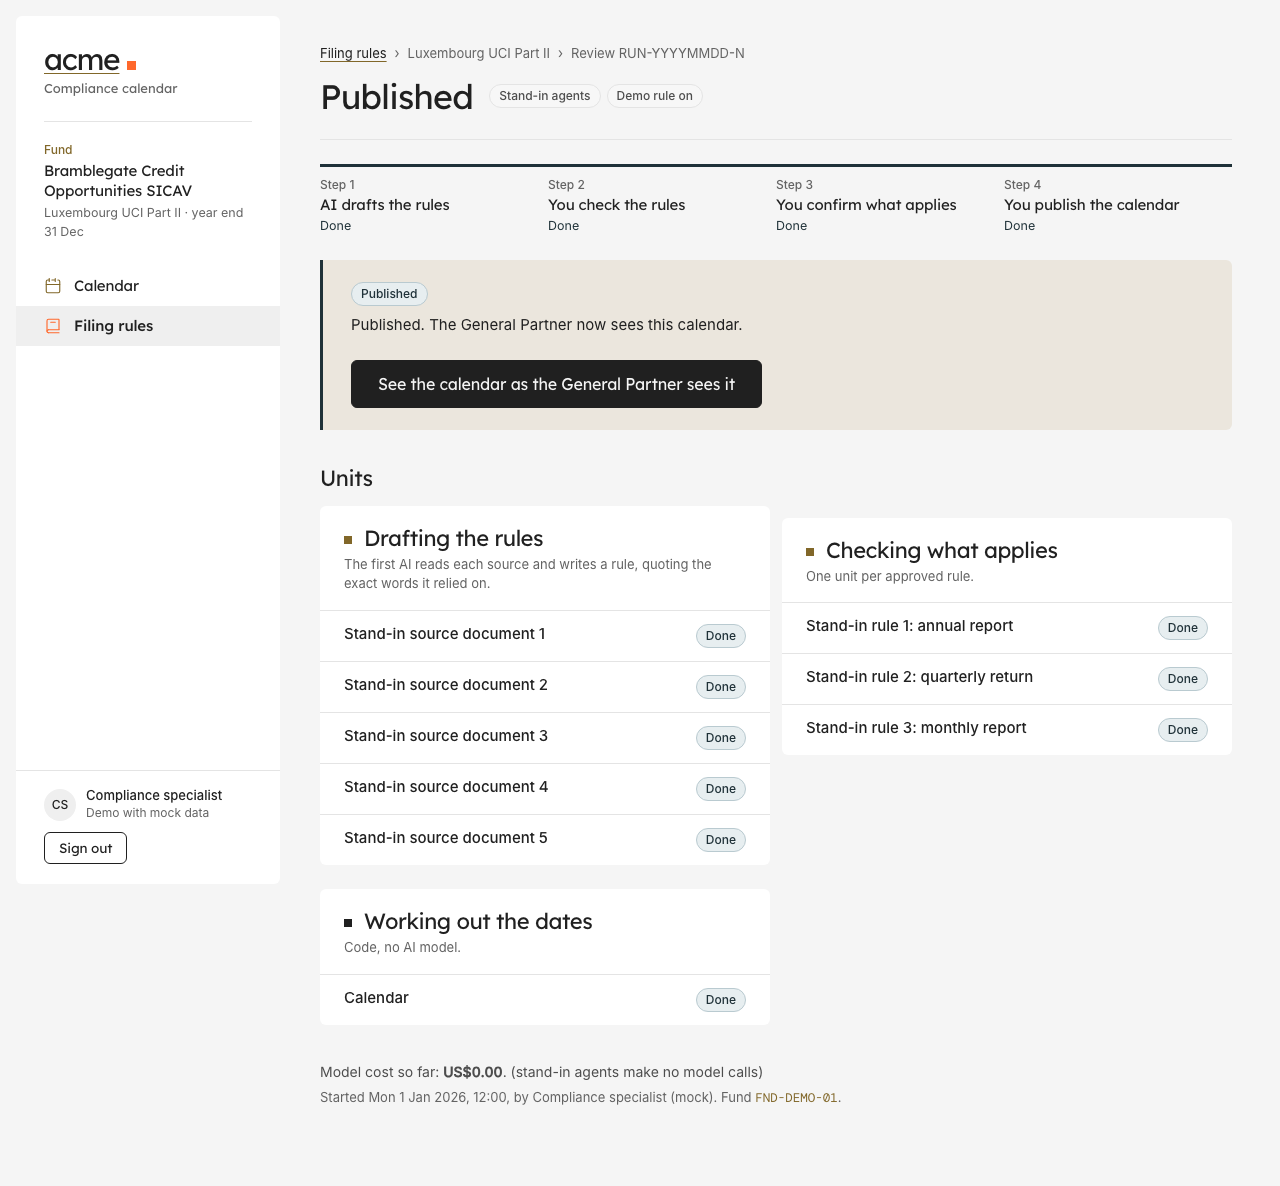 acme
Compliance calendar
Fund
Bramblegate Credit
Opportunities SICAV
Luxembourg UCI Part II · year end
31 Dec
Calendar
Filing rules
CS
Compliance specialist
Demo with mock data
Sign out
Filing rules › Luxembourg UCI Part II › Review RUN-YYYYMMDD-N
Published Stand-in agents Demo rule on
Step 1
AI drafts the rules
Done
Step 2
You check the rules
Done
Step 3
You confirm what applies
Done
Step 4
You publish the calendar
Done
Published
Published. The General Partner now sees this calendar.
See the calendar as the General Partner sees it
Units
Drafting the rules
The first AI reads each source and writes a rule, quoting the
exact words it relied on.
Stand-in source document 1 Done
Stand-in source document 2 Done
Stand-in source document 3 Done
Stand-in source document 4 Done
Stand-in source document 5 Done
Checking what applies
One unit per approved rule.
Stand-in rule 1: annual report Done
Stand-in rule 2: quarterly return Done
Stand-in rule 3: monthly report Done
Working out the dates
Code, no AI model.
Calendar Done
Model cost so far: US$0.00. (stand-in agents make no model calls)
Started Mon 1 Jan 2026, 12:00, by Compliance specialist (mock). Fund FND-DEMO-01.